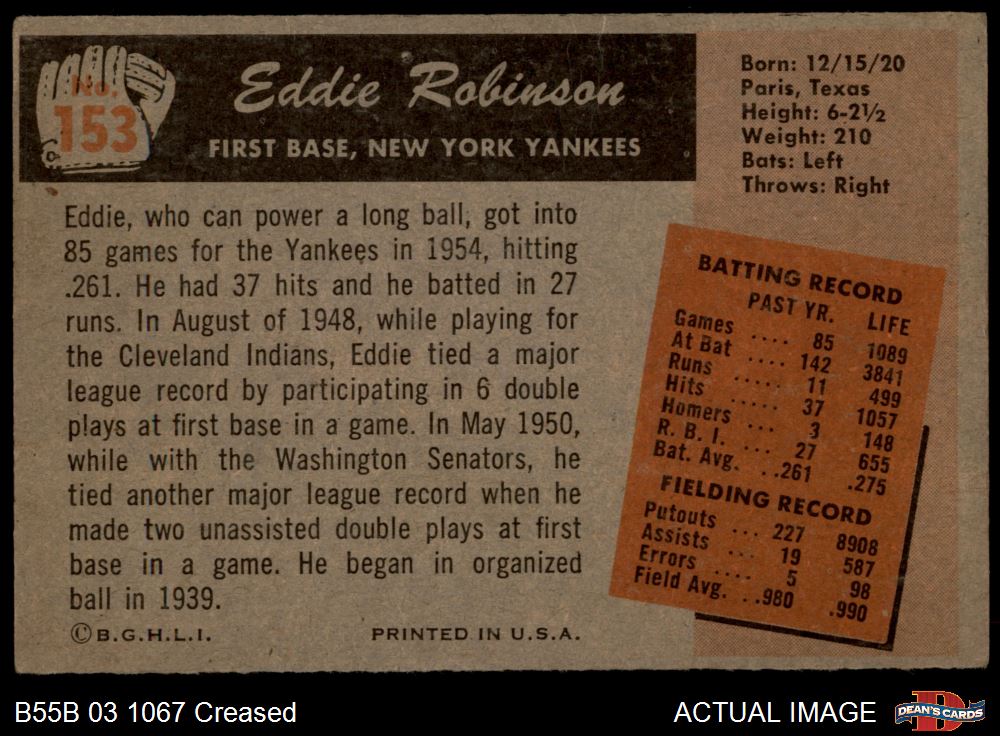 No.
153
Eddie Robinson
FIRST BASE, NEW YORK YANKEES
Born: 12/15/20
Paris, Texas
Height: 6-2½
Weight: 210
Bats: Left
Throws: Right
Eddie, who can power a long ball, got into
85 games for the Yankees in 1954, hitting
.261. He had 37 hits and he batted in 27
runs. In August of 1948, while playing for
the Cleveland Indians, Eddie tied a major
league record by participating in 6 double
plays at first base in a game. In May 1950,
while with the Washington Senators, he
tied another major league record when he
made two unassisted double plays at first
base in a game. He began in organized
ball in 1939.
©B.G.H.L.I. PRINTED IN U.S.A.
BATTING RECORD
PAST YR. LIFE
Games .... 85 1089
At Bat .... 142 3841
Runs ..... 11 499
Hits ..... 37 1057
Homers ... 3 148
R. B. I. ... 27 655
Bat. Avg. ..261 .275
FIELDING RECORD
Putouts ... 227 8908
Assists ... 19 587
Errors .... 5 98
Field Avg. ..980 .990
B55B 03 1067 Creased
ACTUAL IMAGE
DEAN'S CARDS